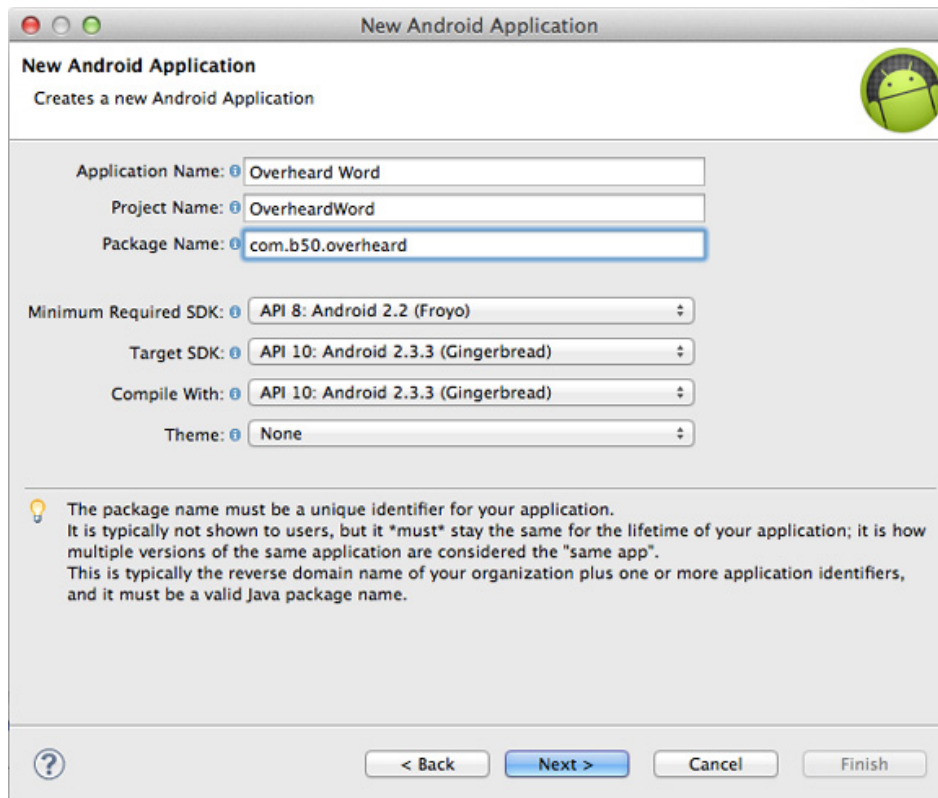 New Android Application
New Android Application
Creates a new Android Application
Application Name: Overheard Word
Project Name: OverheardWord
Package Name: com.b50.overheard
Minimum Required SDK: API 8: Android 2.2 (Froyo)
Target SDK: API 10: Android 2.3.3 (Gingerbread)
Compile With: API 10: Android 2.3.3 (Gingerbread)
Theme: None
The package name must be a unique identifier for your application.
It is typically not shown to users, but it *must* stay the same for the lifetime of your application; it is how
multiple versions of the same application are considered the "same app".
This is typically the reverse domain name of your organization plus one or more application identifiers,
and it must be a valid Java package name.
? < Back Next > Cancel Finish